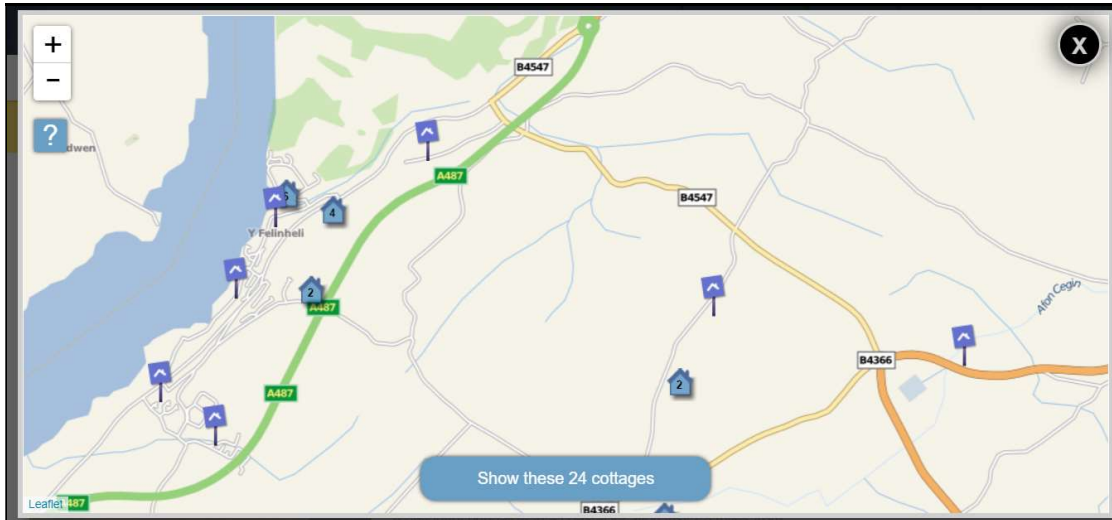 +
B4547
X
−
?
dwen
A487
5
B4547
4
Y Felinheli
2
A487
Afon Cegin
B4366
2
A487
Show these 24 cottages
Leaflet
487
B4366